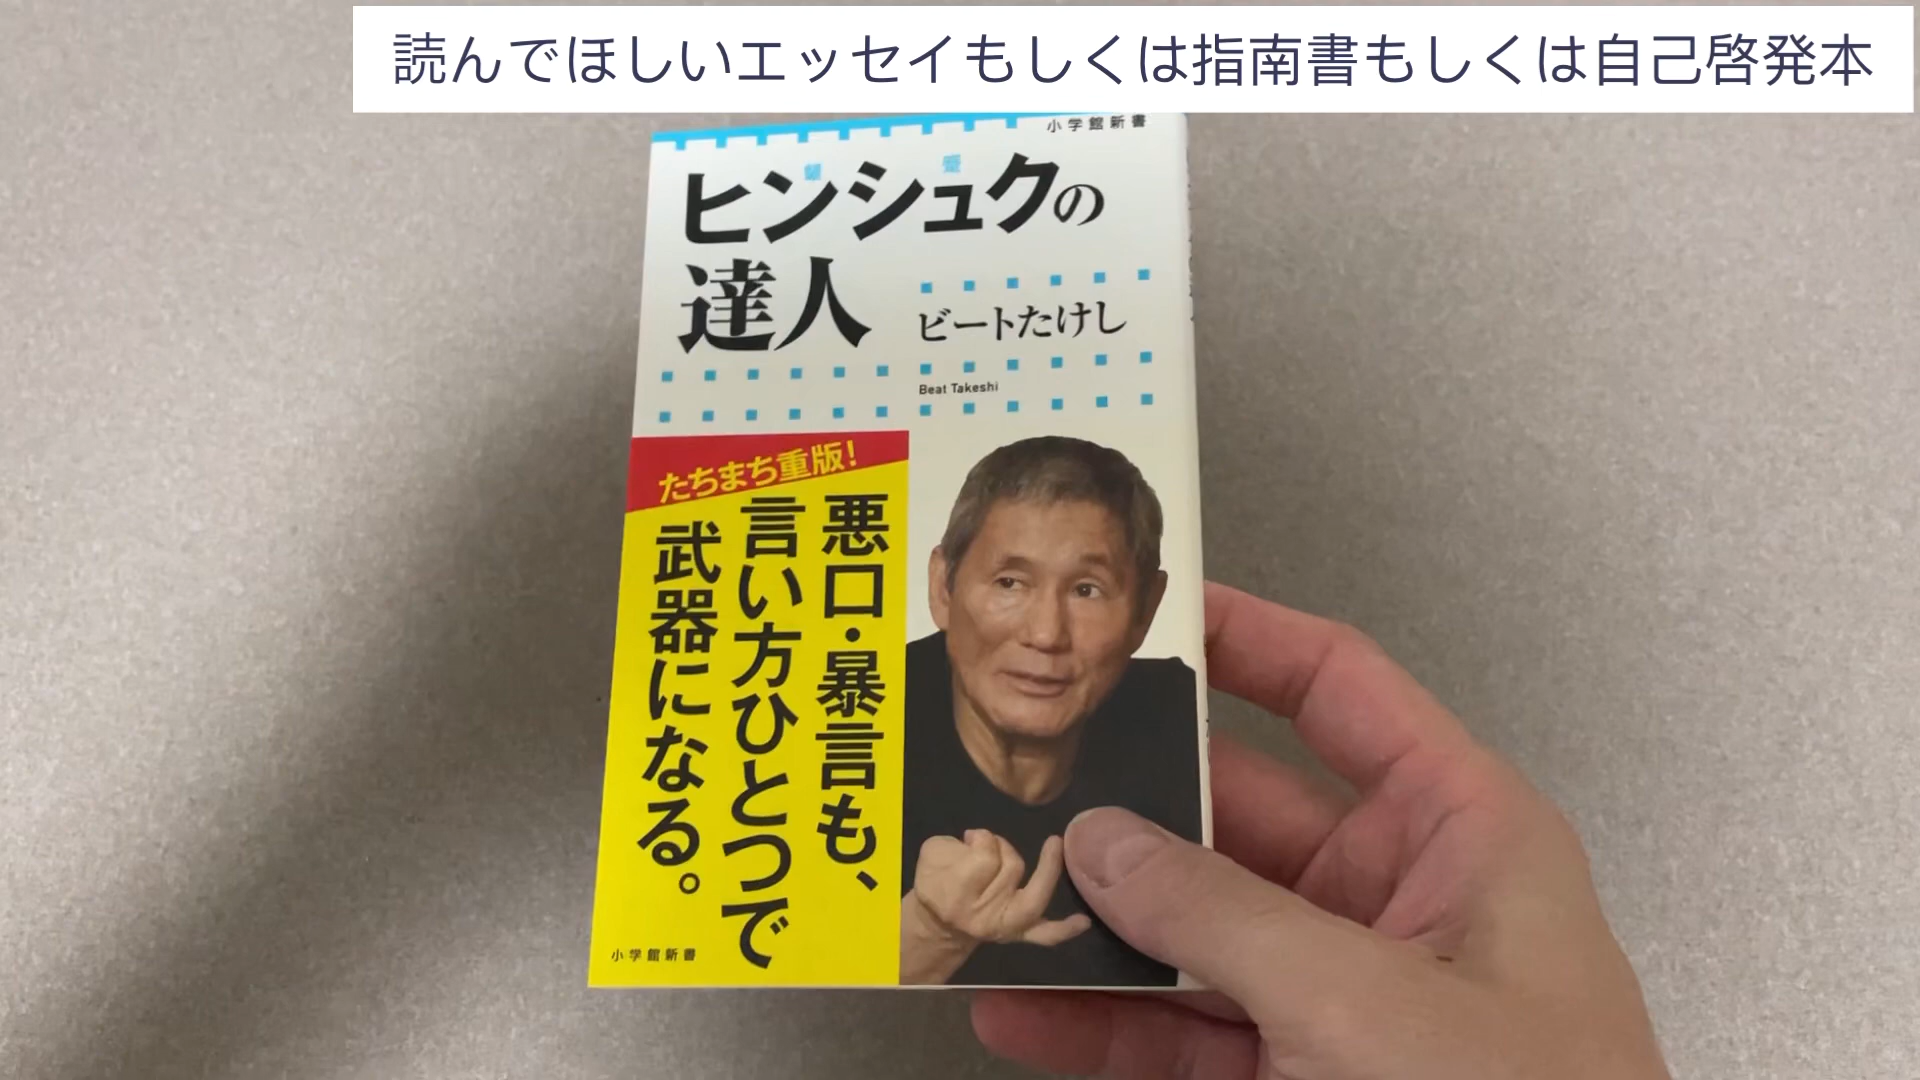 読んでほしいエッセイもしくは指南書もしくは自己啓発本
小学館新書
顰蹙
ヒンシュクの
達人
ビートたけし
Beat Takeshi
たちまち重版!
悪口・暴言も、
言い方ひとつで
武器になる。
小学館新書